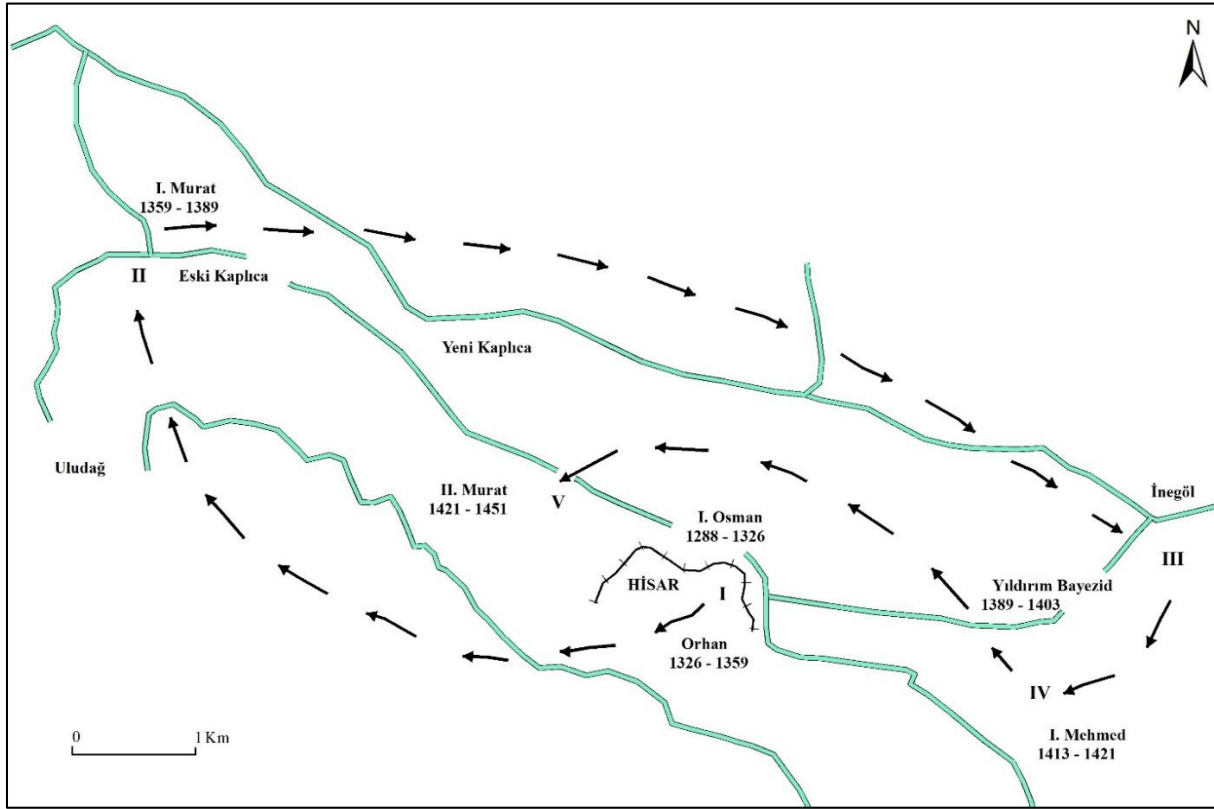 N
I. Murat
1359 - 1389
II
Eski Kaplıca
Yeni Kaplıca
Uludağ
II. Murat
1421 - 1451
V
İnegöl
I. Osman
1288 - 1326
III
HİSAR
I
Yıldırım Bayezid
1389 - 1403
Orhan
1326 - 1359
IV
I. Mehmed
1413 - 1421
0 1 Km